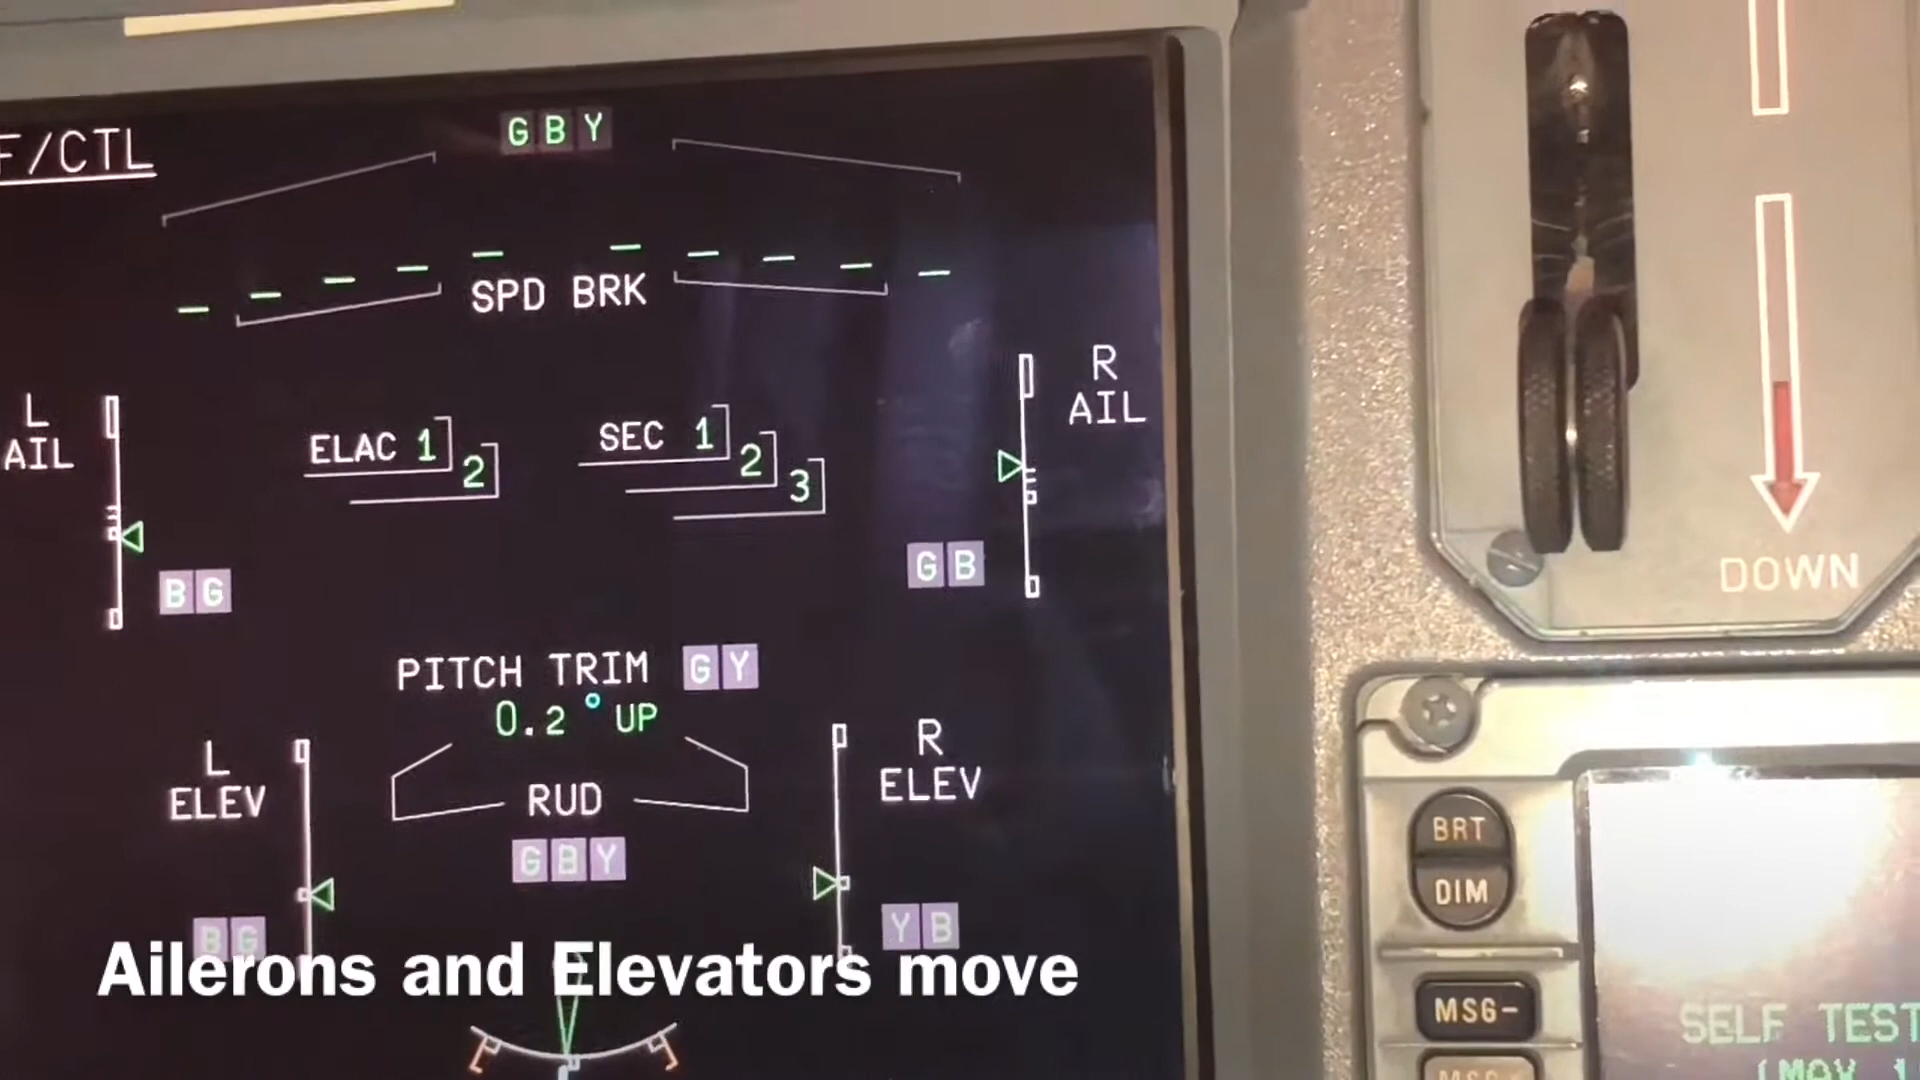 F/CTL
G B Y
SPD BRK
L
AIL
R
AIL
ELAC 1
2
SEC 1
2
3
B G
G B
PITCH TRIM G Y
0.2 ° UP
L
ELEV
R
ELEV
RUD
G B Y
B G
Y B
Ailerons and Elevators move
DOWN
BRT
DIM
MSG-
SELF TEST